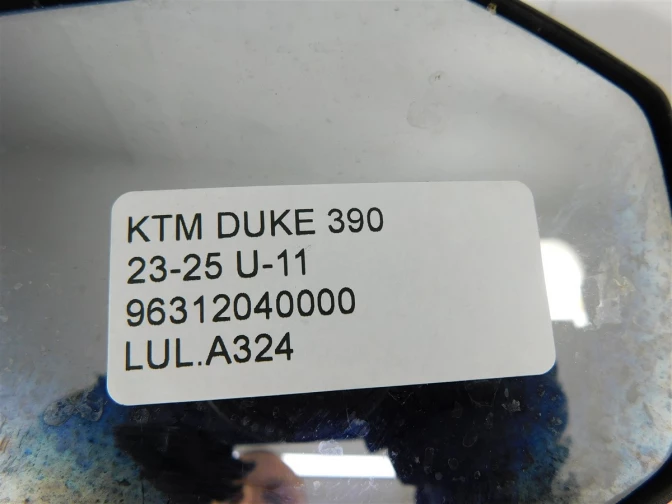 KTM DUKE 390
23-25 U-11
96312040000
LUL.A324